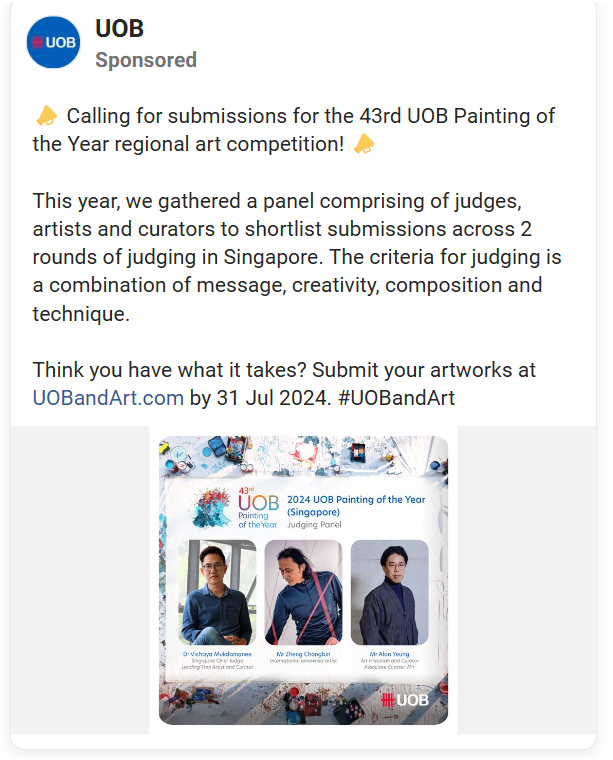 UOB
UOB
Sponsored
📣 Calling for submissions for the 43rd UOB Painting of
the Year regional art competition! 📣
This year, we gathered a panel comprising of judges,
artists and curators to shortlist submissions across 2
rounds of judging in Singapore. The criteria for judging is
a combination of message, creativity, composition and
technique.
Think you have what it takes? Submit your artworks at
UOBandArt.com by 31 Jul 2024. #UOBandArt
43rd
UOB
Painting
of the Year
2024 UOB Painting of the Year
(Singapore)
Judging Panel
Dr Vichaya Mukdamanee
Singapore Chief Judge
Leading Thai Artist and Curator
Mr Zheng Chongbin
International renowned artist
Mr Alan Yeung
Art Historian and Curator
Associate Curator, M+
UOB